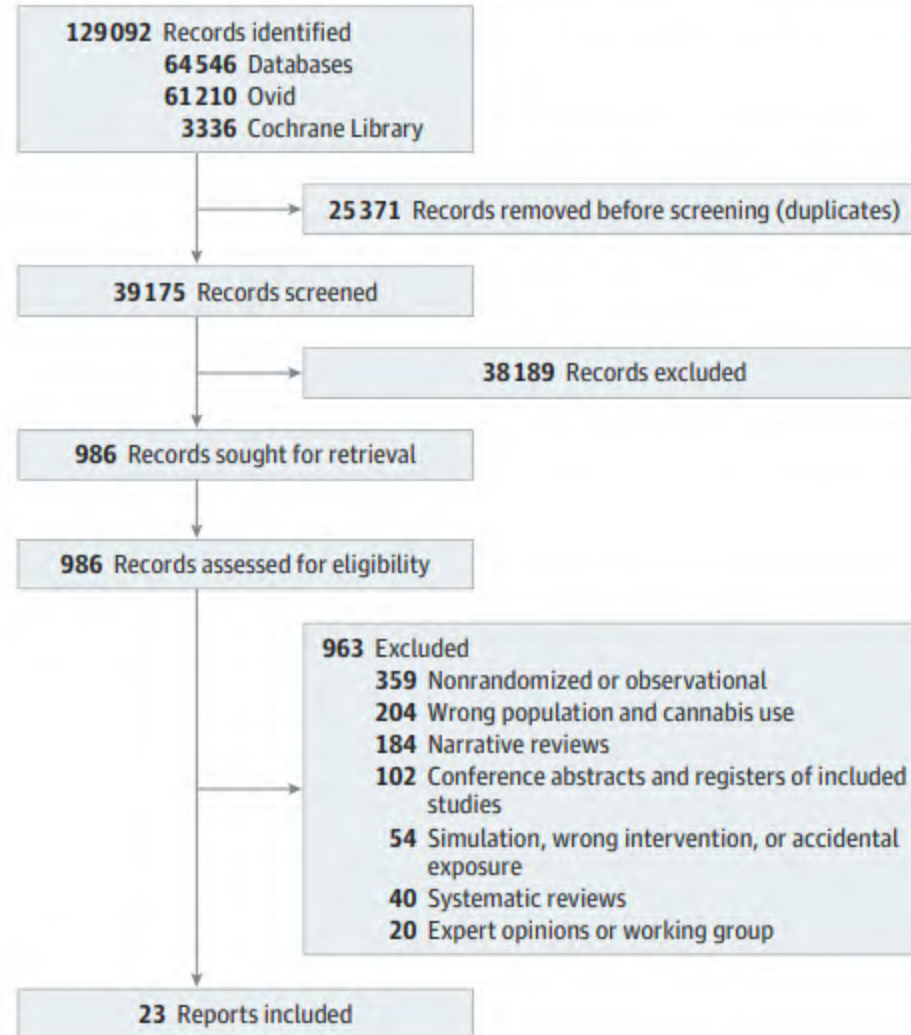 129092 Records identified
64546 Databases
61210 Ovid
3336 Cochrane Library
25371 Records removed before screening (duplicates)
39175 Records screened
38189 Records excluded
986 Records sought for retrieval
986 Records assessed for eligibility
963 Excluded
359 Nonrandomized or observational
204 Wrong population and cannabis use
184 Narrative reviews
102 Conference abstracts and registers of included
studies
54 Simulation, wrong intervention, or accidental
exposure
40 Systematic reviews
20 Expert opinions or working group
23 Reports included